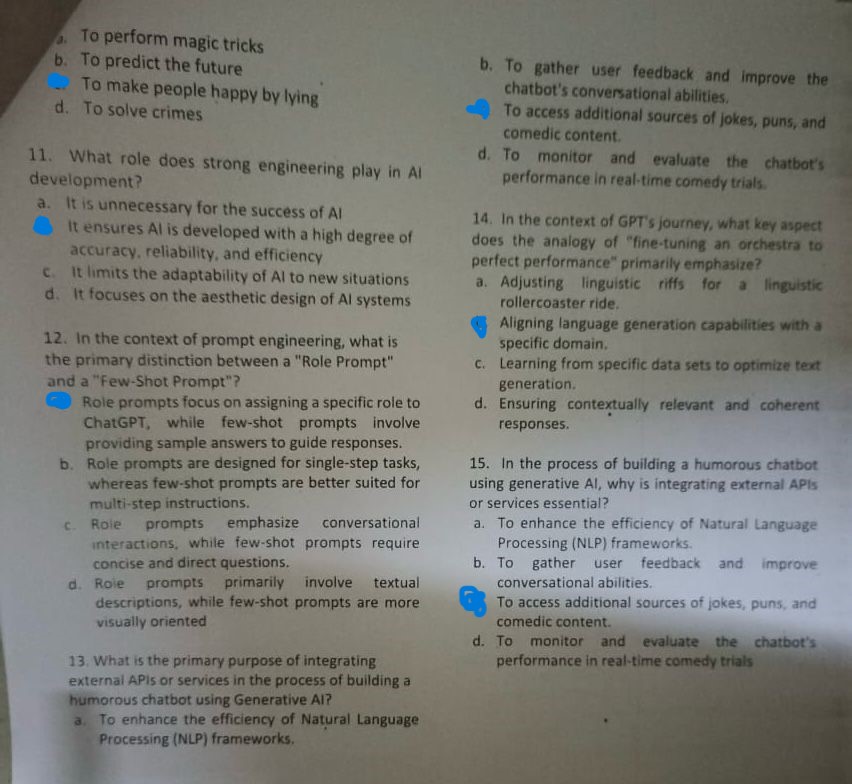 a. To perform magic tricks
b. To predict the future
To make people happy by lying
d. To solve crimes
11. What role does strong engineering play in AI
development?
a. It is unnecessary for the success of AI
It ensures AI is developed with a high degree of
accuracy, reliability, and efficiency
c. It limits the adaptability of AI to new situations
d. It focuses on the aesthetic design of AI systems
12. In the context of prompt engineering, what is
the primary distinction between a "Role Prompt"
and a "Few-Shot Prompt"?
Role prompts focus on assigning a specific role to
ChatGPT, while few-shot prompts involve
providing sample answers to guide responses.
b. Role prompts are designed for single-step tasks,
whereas few-shot prompts are better suited for
multi-step instructions.
c. Role prompts emphasize conversational
interactions, while few-shot prompts require
concise and direct questions.
d. Role prompts primarily involve textual
descriptions, while few-shot prompts are more
visually oriented
13. What is the primary purpose of integrating
external APIs or services in the process of building a
humorous chatbot using Generative AI?
a. To enhance the efficiency of Natural Language
Processing (NLP) frameworks.
b. To gather user feedback and improve the
chatbot's conversational abilities.
To access additional sources of jokes, puns, and
comedic content.
d. To monitor and evaluate the chatbot's
performance in real-time comedy trials.
14. In the context of GPT's journey, what key aspect
does the analogy of "fine-tuning an orchestra to
perfect performance" primarily emphasize?
a. Adjusting linguistic riffs for a linguistic
rollercoaster ride.
Aligning language generation capabilities with a
specific domain.
c. Learning from specific data sets to optimize text
generation.
d. Ensuring contextually relevant and coherent
responses.
15. In the process of building a humorous chatbot
using generative AI, why is integrating external APIs
or services essential?
a. To enhance the efficiency of Natural Language
Processing (NLP) frameworks.
b. To gather user feedback and improve
conversational abilities.
To access additional sources of jokes, puns, and
comedic content.
d. To monitor and evaluate the chatbot's
performance in real-time comedy trials